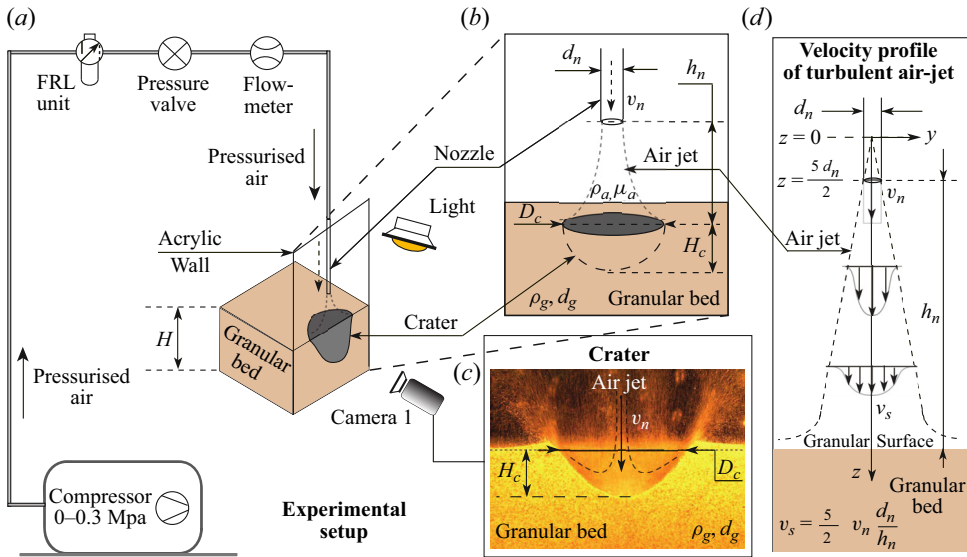 (a)
FRL
unit
Pressure
valve
Flow-
meter
Pressurised
air
Nozzle
Light
Acrylic
Wall
H
Granular
bed
Crater
Pressurised
air
Camera 1
Compressor
0–0.3 Mpa
Experimental
setup
(b)
d_n
h_n
v_n
Air jet
ρ_a, μ_a
D_c
H_c
ρ_g, d_g
Granular bed
(c)
Crater
Air jet
v_n
H_c
D_c
Granular bed
ρ_g, d_g
(d)
Velocity profile
of turbulent air-jet
d_n
z = 0
y
z = 5 d_n / 2
v_n
Air jet
h_n
v_s
Granular Surface
z
Granular
bed
v_s = 5/2 v_n d_n/h_n